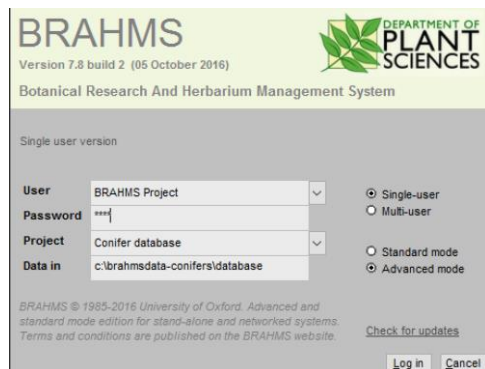 BRAHMS
Version 7.8 build 2 (05 October 2016)
Botanical Research And Herbarium Management System
DEPARTMENT OF
PLANT
SCIENCES
Single user version
User BRAHMS Project
Password ****
Project Conifer database
Data in c:\brahmsdata-conifers\database
Single-user
Multi-user
Standard mode
Advanced mode
BRAHMS © 1985-2016 University of Oxford. Advanced and
standard mode edition for stand-alone and networked systems.
Terms and conditions are published on the BRAHMS website.
Check for updates
Log in Cancel